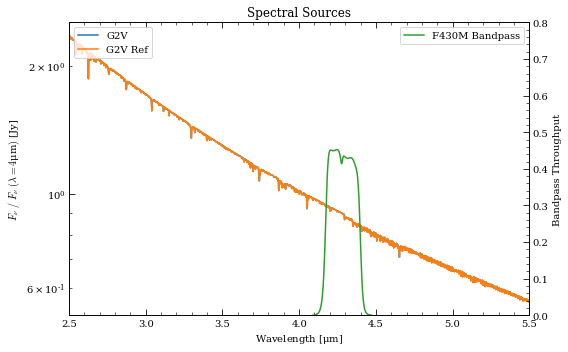 Spectral Sources
G2V
G2V Ref
F430M Bandpass
F_ν / F_ν (λ = 4μm) [Jy]
2 × 10⁰
10⁰
6 × 10⁻¹
0.8
0.7
0.6
0.5
0.4
0.3
0.2
0.1
0.0
Bandpass Throughput
2.5 3.0 3.5 4.0 4.5 5.0 5.5
Wavelength [μm]